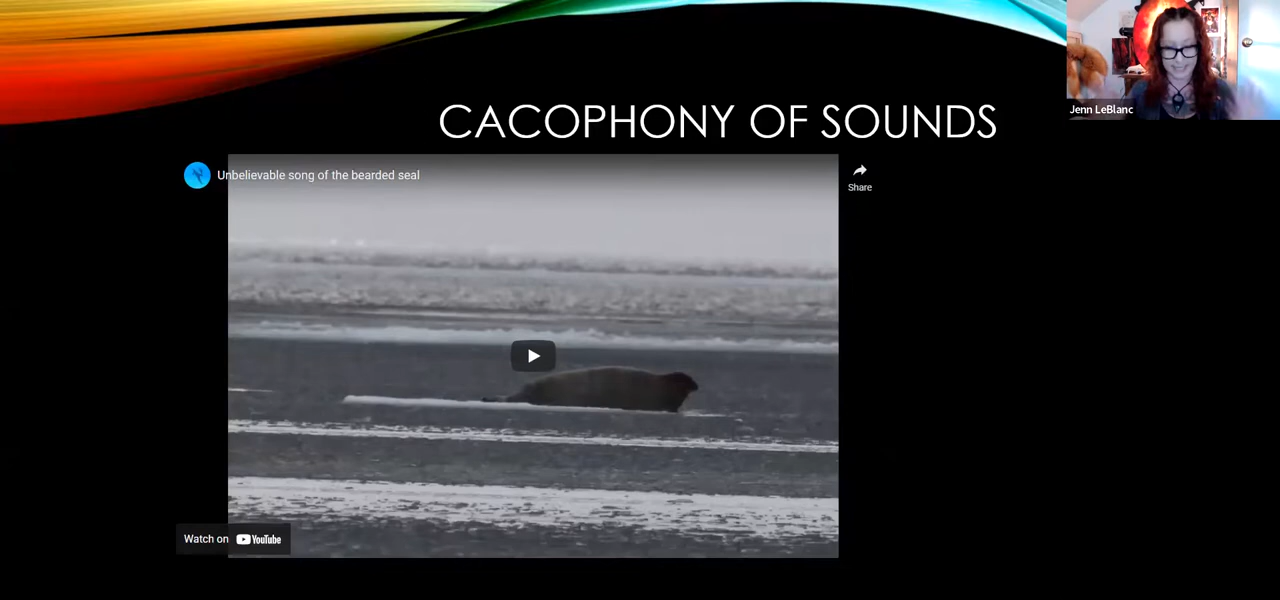 Jenn LeBlanc
CACOPHONY OF SOUNDS
Unbelievable song of the bearded seal
Share
Watch on YouTube